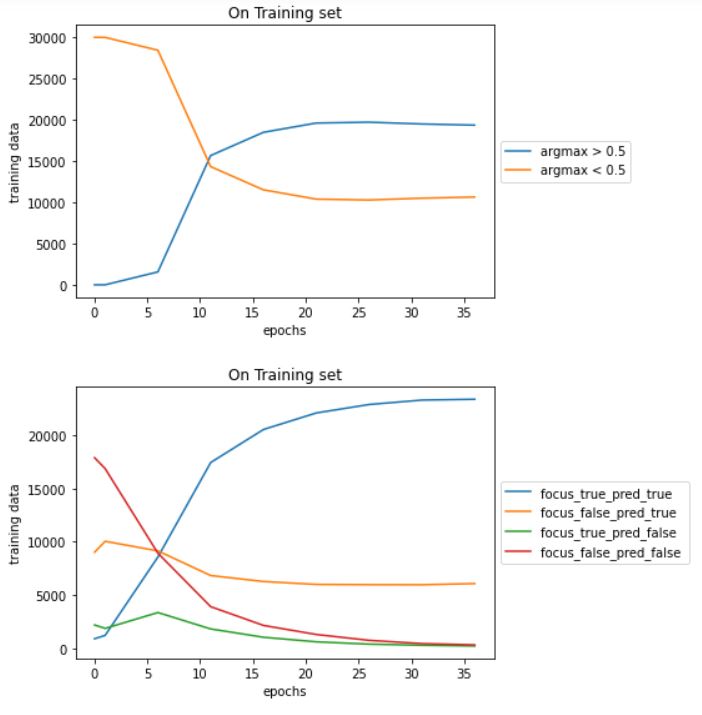 On Training set
30000
25000
20000
15000
10000
5000
0
training data
0 5 10 15 20 25 30 35
epochs
argmax > 0.5
argmax < 0.5
On Training set
20000
15000
10000
5000
0
training data
0 5 10 15 20 25 30 35
epochs
focus_true_pred_true
focus_false_pred_true
focus_true_pred_false
focus_false_pred_false